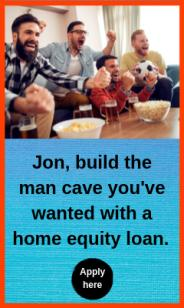 Jon, build the
man cave you've
wanted with a
home equity loan.
Apply
here